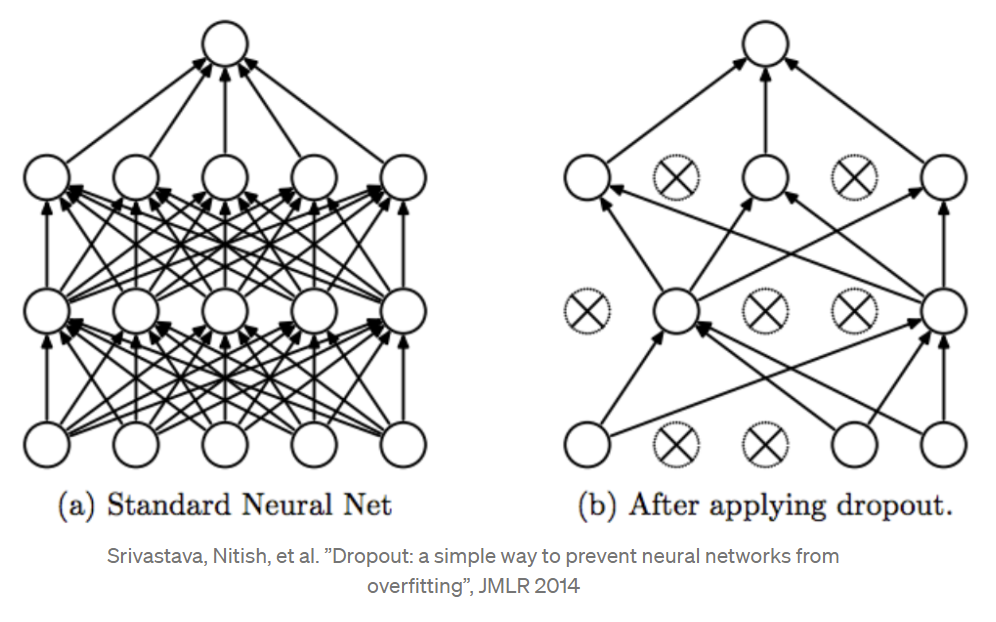 (a) Standard Neural Net
(b) After applying dropout.
Srivastava, Nitish, et al. ”Dropout: a simple way to prevent neural networks from
overfitting”, JMLR 2014